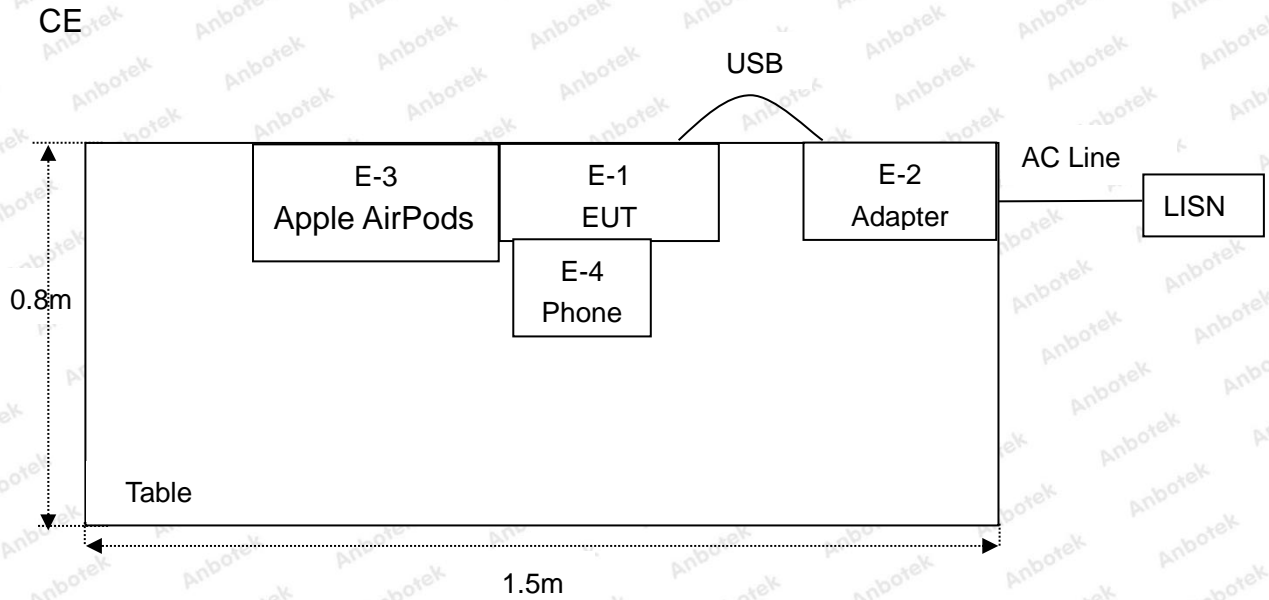 CE
USB
E-3
Apple AirPods
E-1
EUT
E-2
Adapter
AC Line
LISN
E-4
Phone
0.8m
Table
1.5m
Anbotek